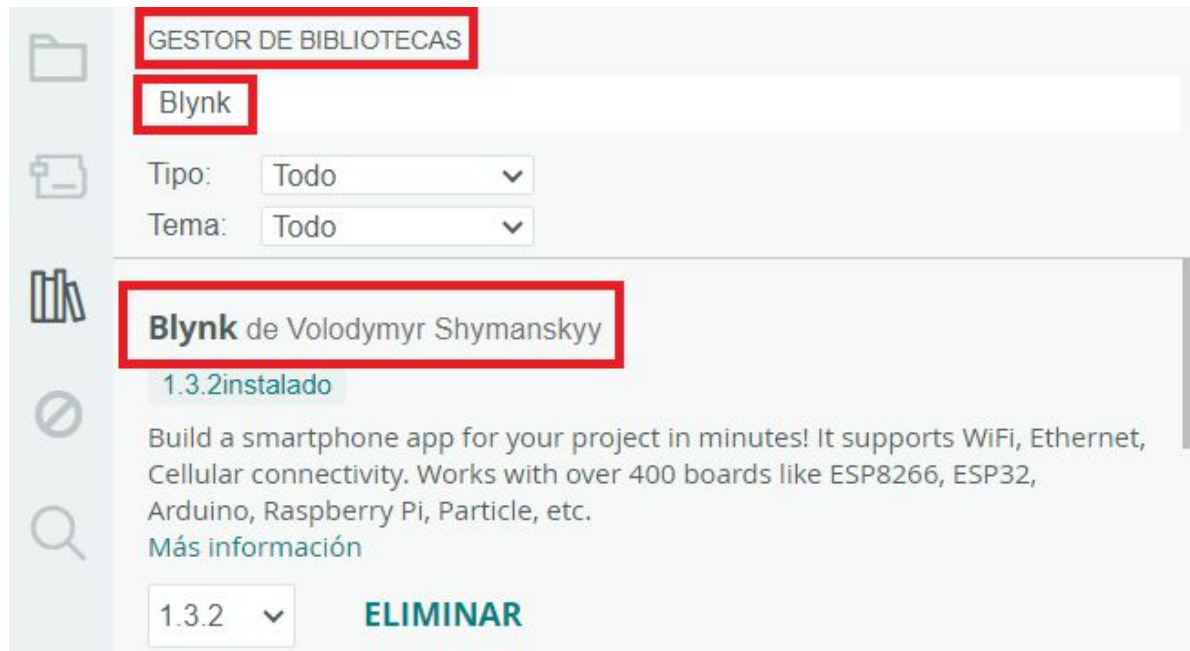 GESTOR DE BIBLIOTECAS
Blynk
Tipo: Todo
Tema: Todo
Blynk de Volodymyr Shymanskyy
1.3.2instalado
Build a smartphone app for your project in minutes! It supports WiFi, Ethernet,
Cellular connectivity. Works with over 400 boards like ESP8266, ESP32,
Arduino, Raspberry Pi, Particle, etc.
Más información
1.3.2 ELIMINAR